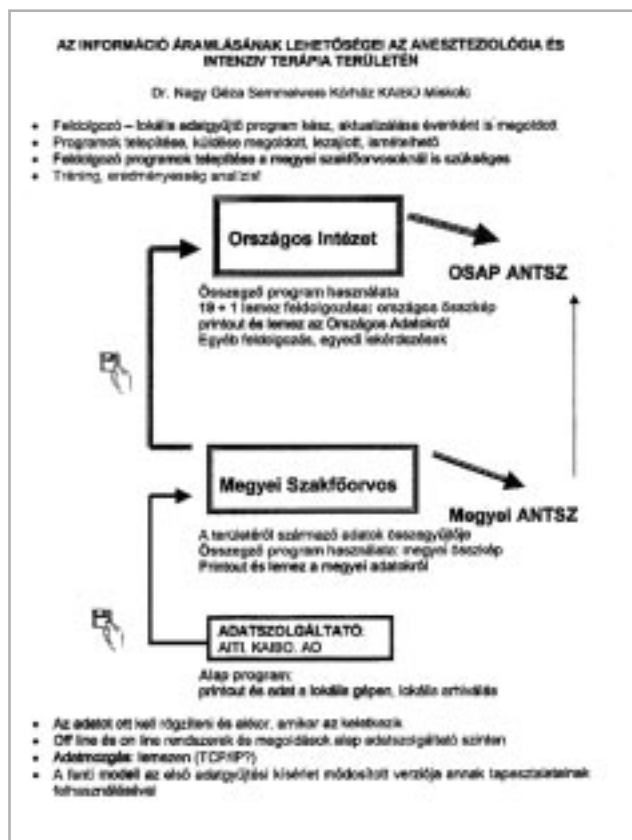 AZ INFORMÁCIÓ ÁRAMLÁSÁNAK LEHETŐSÉGEI AZ ANESZTEZIOLÓGIA ÉS
INTENZIV TERÁPIA TERÜLETÉN
Dr. Nagy Géza Semmelweis Kórház KAIBO Miskolc
• Feldolgozó – lokális adatgyűjtő program kész, aktualizálása évenként is megoldott
• Programok telepítése, küldése megoldott, lezajlott, ismételhető
• Feldolgozó programok telepítése a megyei szakfőorvosoknál is szükséges
• Tréning, eredményesség analízis!
Országos Intézet
OSAP ANTSZ
Összegző program használata
19 + 1 lemez feldolgozása: országos összkép
printout és lemez az Országos Adatokról
Egyéb feldolgozás, egyedi lekérdezések
Megyei Szakfőorvos
Megyei ANTSZ
A területéről származó adatok összegyűjtője
Összegző program használata: megyei összkép
Printout és lemez a megyei adatokról
ADATSZOLGÁLTATÓ:
AITI, KAIBO, AO
Alap program:
printout és adat a lokális gépen, lokális arhiválás
• Az adatot ott kell rögzíteni és akkor, amikor az keletkezik
• Off line és on line rendszerek és megoldások alap adatszolgáltató szinten
• Adatmozgás: lemezen (TCP/IP?)
• A fenti modell az első adatgyűjtési kísérlet módosított verziója annak tapasztalatainak
felhasználásével